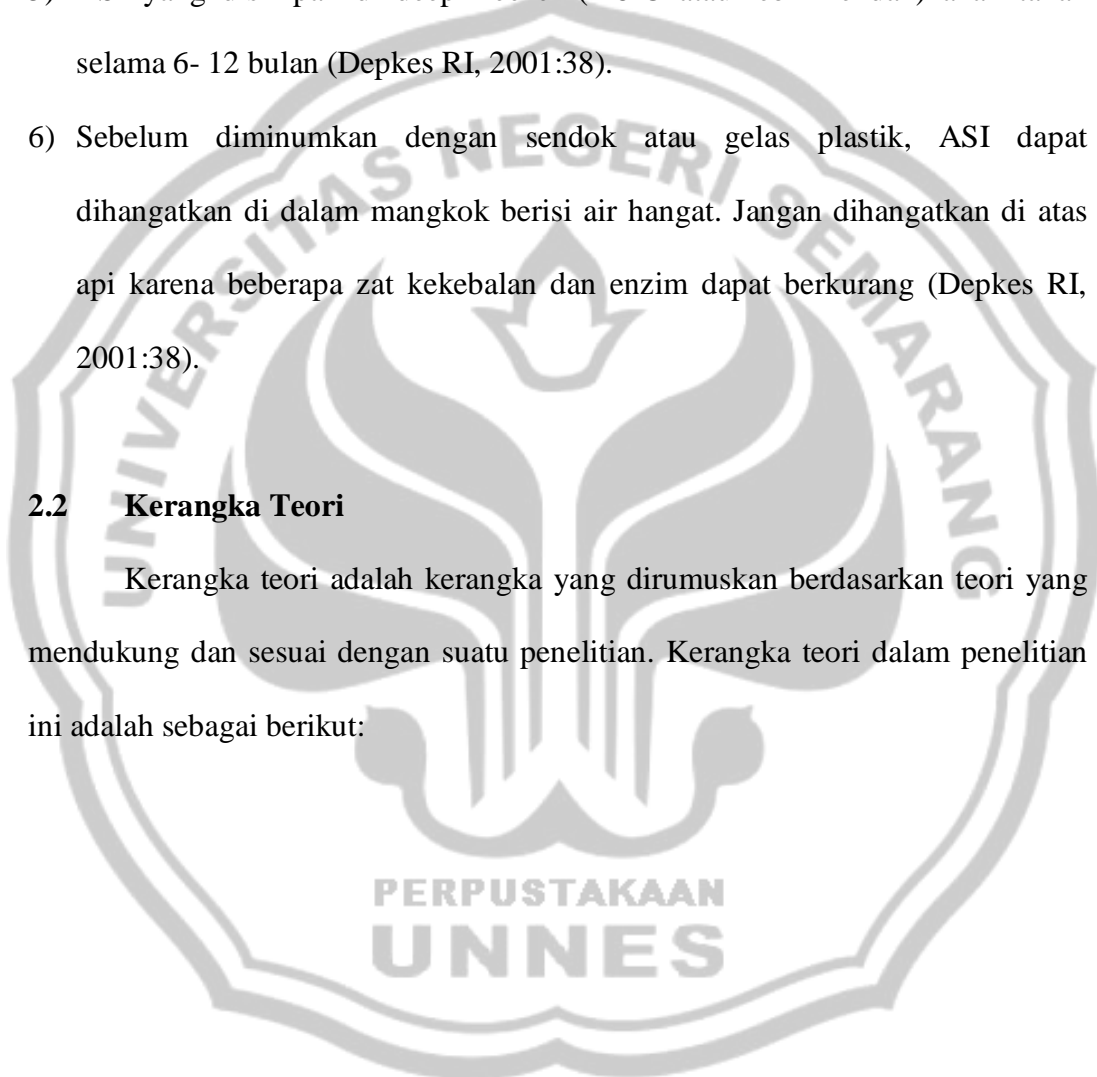 selama 6- 12 bulan (Depkes RI, 2001:38).
6) Sebelum diminumkan dengan sendok atau gelas plastik, ASI dapat
dihangatkan di dalam mangkok berisi air hangat. Jangan dihangatkan di atas
api karena beberapa zat kekebalan dan enzim dapat berkurang (Depkes RI,
2001:38).
2.2 Kerangka Teori
Kerangka teori adalah kerangka yang dirumuskan berdasarkan teori yang
mendukung dan sesuai dengan suatu penelitian. Kerangka teori dalam penelitian
ini adalah sebagai berikut:
UNIVERSITAS NEGERI SEMARANG
PERPUSTAKAAN
UNNES